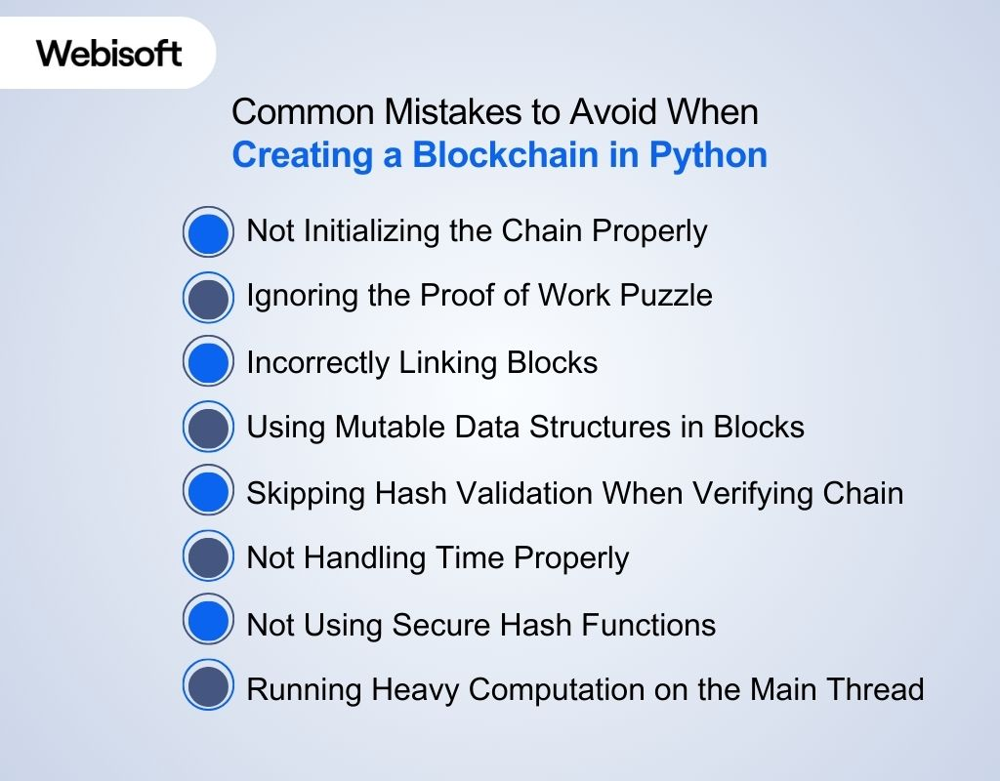 Webisoft
Common Mistakes to Avoid When
Creating a Blockchain in Python
Not Initializing the Chain Properly
Ignoring the Proof of Work Puzzle
Incorrectly Linking Blocks
Using Mutable Data Structures in Blocks
Skipping Hash Validation When Verifying Chain
Not Handling Time Properly
Not Using Secure Hash Functions
Running Heavy Computation on the Main Thread